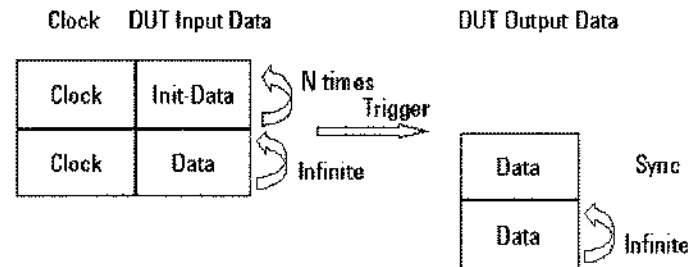 Clock DUT Input Data DUT Output Data
Clock Init-Data N times
Trigger
Clock Data Infinite Data Sync
Data Infinite